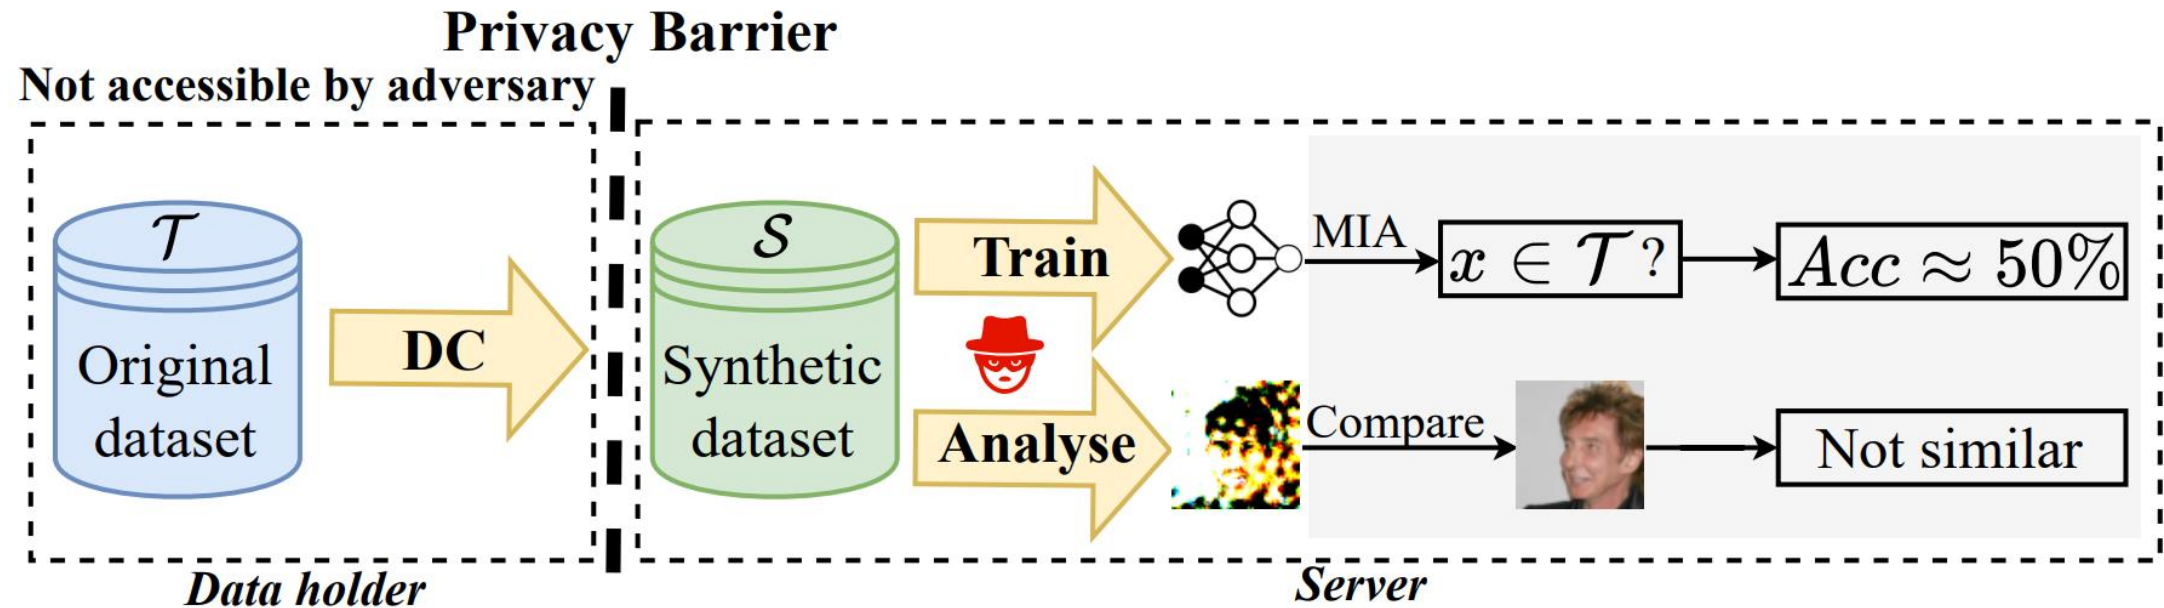 Privacy Barrier
Not accessible by adversary
𝒯
Original
dataset
DC
Data holder
𝒮
Synthetic
dataset
Train
MIA
x ∈ 𝒯 ?
Acc ≈ 50%
Analyse
Compare
Not similar
Server